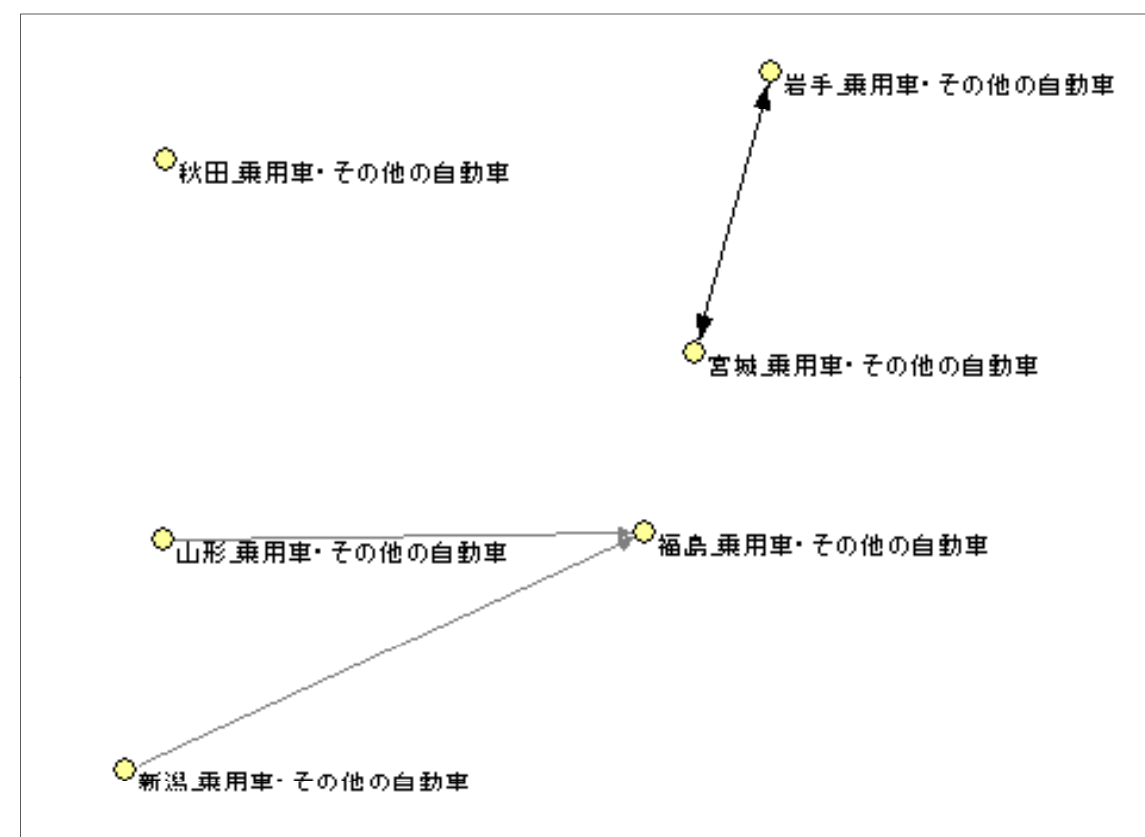 岩手_乗用車・その他の自動車
秋田_乗用車・その他の自動車
宮城_乗用車・その他の自動車
福島_乗用車・その他の自動車
山形_乗用車・その他の自動車
新潟_乗用車・その他の自動車